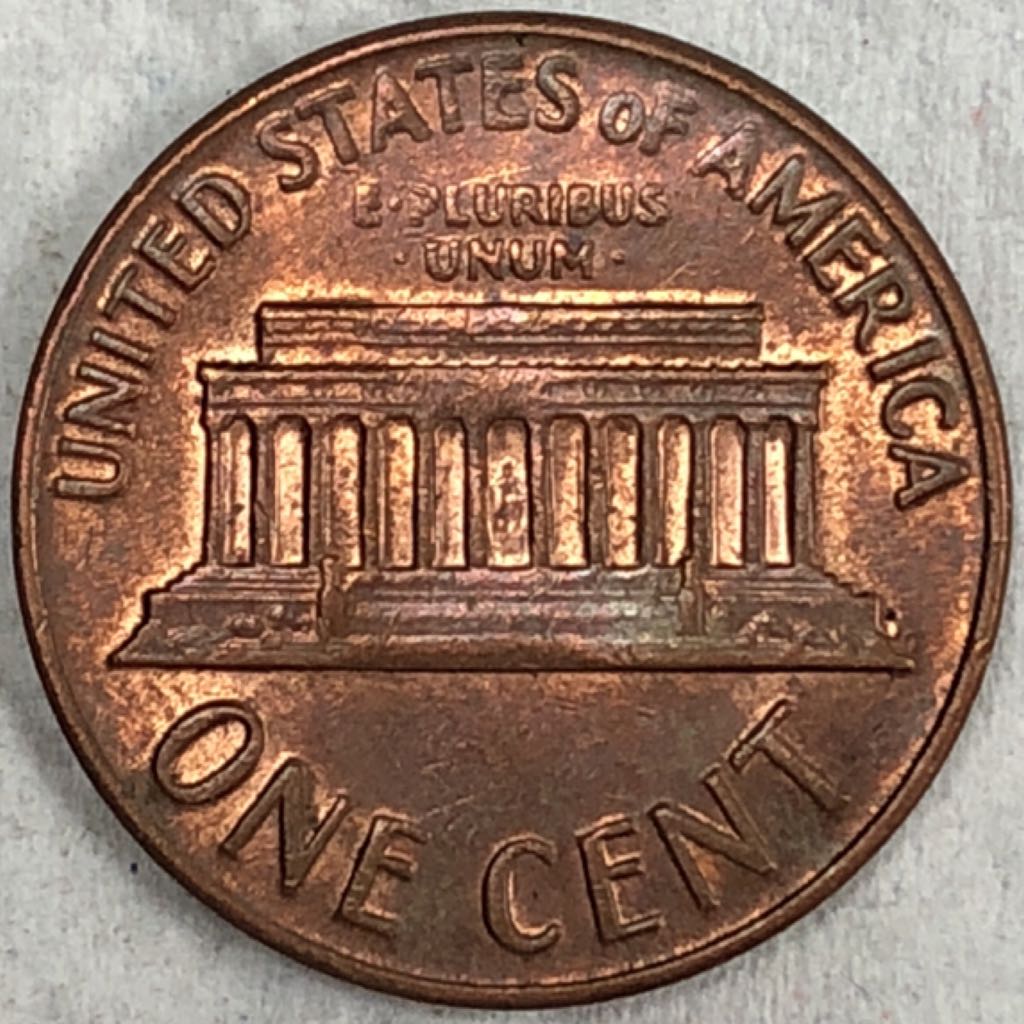 UNITED STATES OF AMERICA
E·PLURIBUS
·UNUM·
ONE CENT